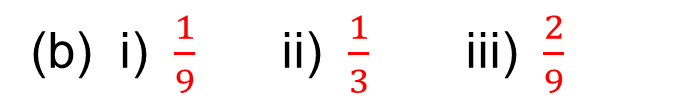 (b) i) 1/9 ii) 1/3 iii) 2/9